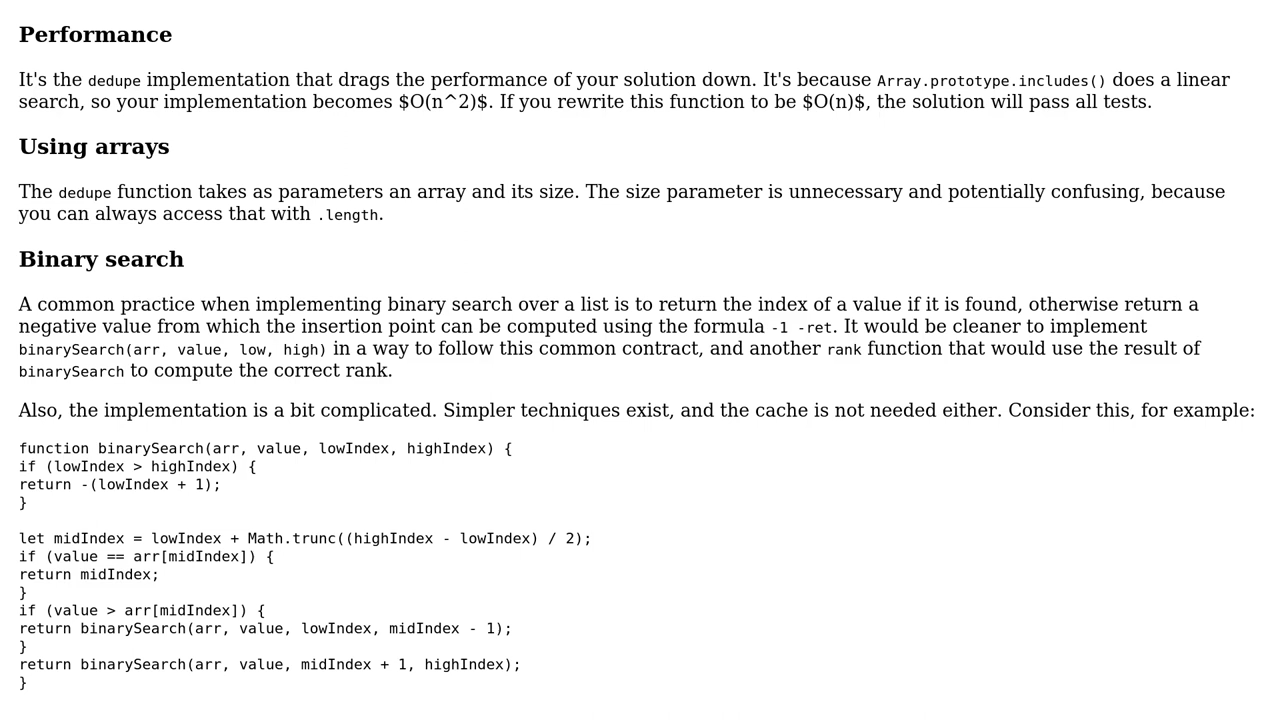 Performance
It's the dedupe implementation that drags the performance of your solution down. It's because Array.prototype.includes() does a linear
search, so your implementation becomes $O(n^2)$. If you rewrite this function to be $O(n)$, the solution will pass all tests.
Using arrays
The dedupe function takes as parameters an array and its size. The size parameter is unnecessary and potentially confusing, because
you can always access that with .length.
Binary search
A common practice when implementing binary search over a list is to return the index of a value if it is found, otherwise return a
negative value from which the insertion point can be computed using the formula -1 -ret. It would be cleaner to implement
binarySearch(arr, value, low, high) in a way to follow this common contract, and another rank function that would use the result of
binarySearch to compute the correct rank.
Also, the implementation is a bit complicated. Simpler techniques exist, and the cache is not needed either. Consider this, for example:
function binarySearch(arr, value, lowIndex, highIndex) {
if (lowIndex > highIndex) {
return -(lowIndex + 1);
}
let midIndex = lowIndex + Math.trunc((highIndex - lowIndex) / 2);
if (value == arr[midIndex]) {
return midIndex;
}
if (value > arr[midIndex]) {
return binarySearch(arr, value, lowIndex, midIndex - 1);
}
return binarySearch(arr, value, midIndex + 1, highIndex);
}